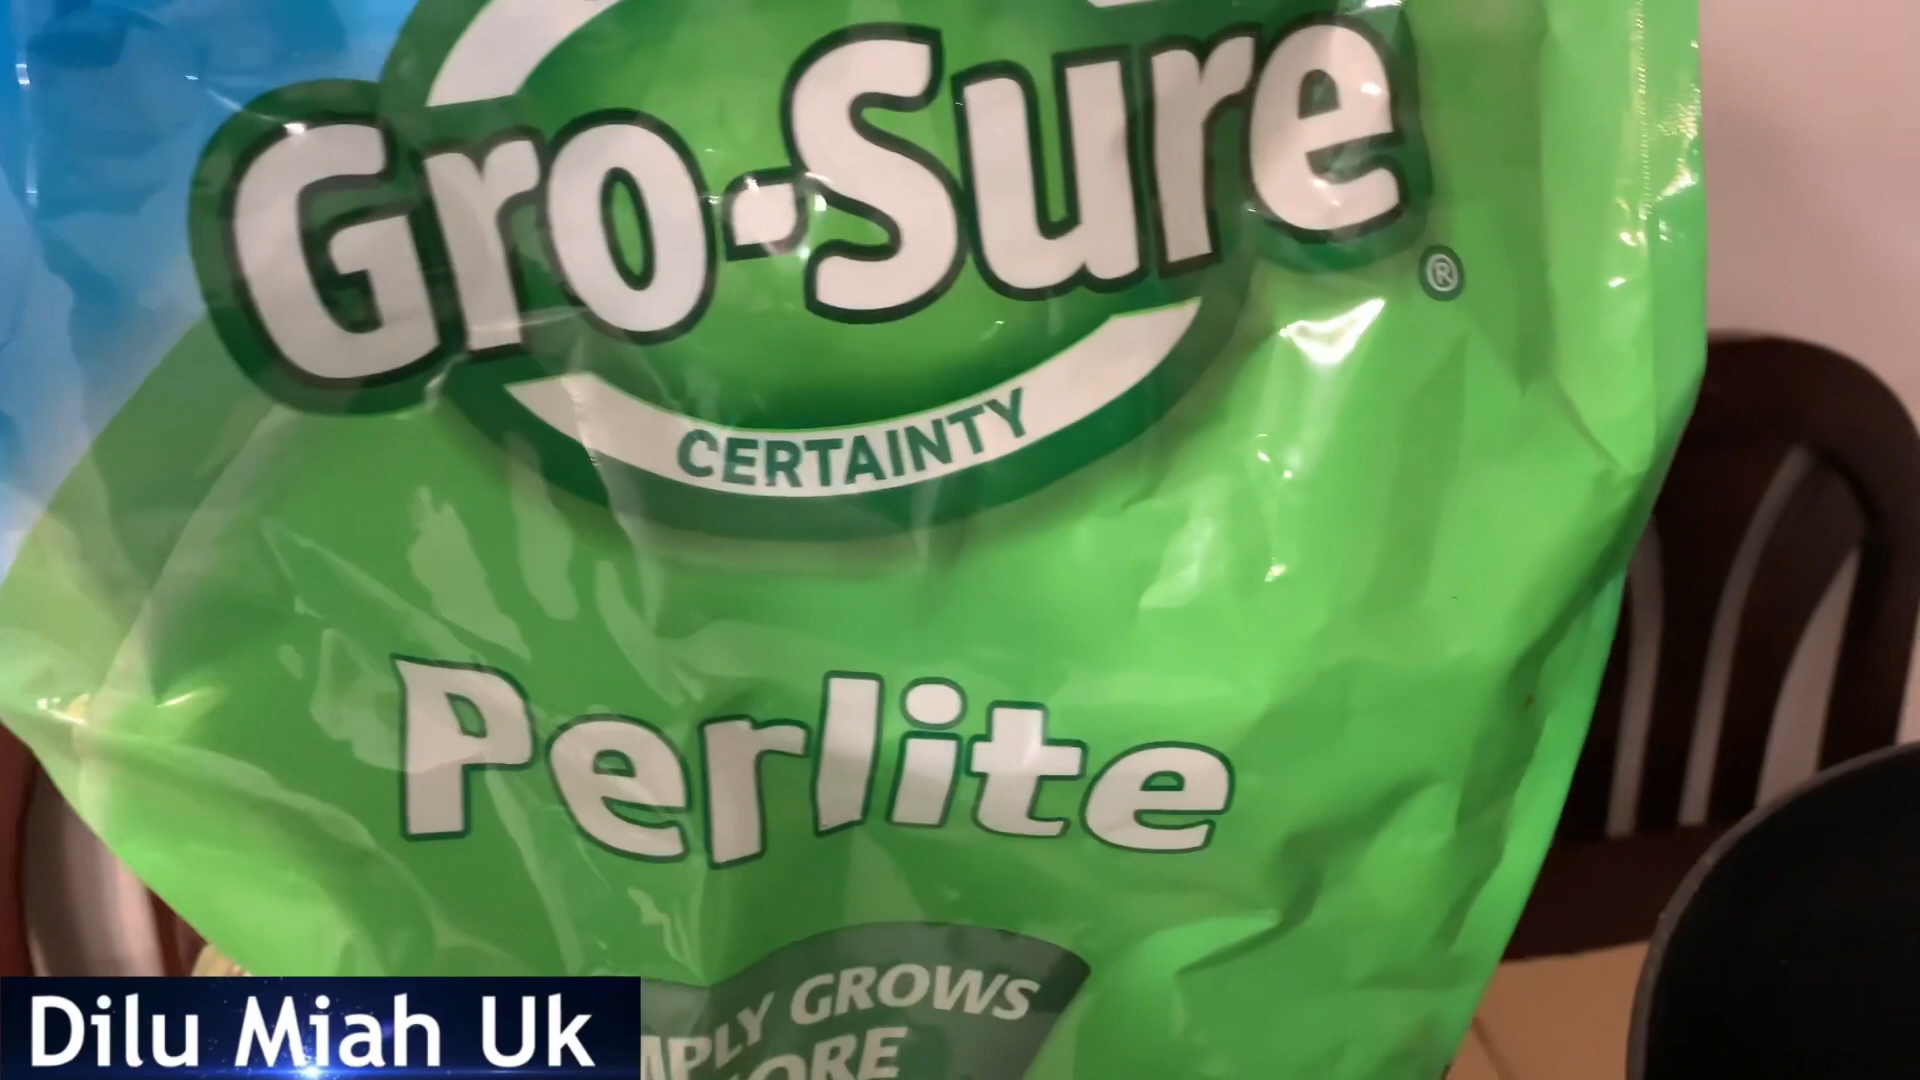 Gro-Sure
®
CERTAINTY
Perlite
GROWS
Dilu Miah Uk